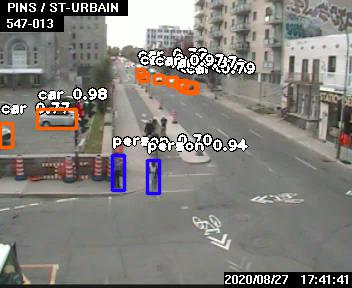 PINS / ST-URBAIN
547-013
car 0.98
car 0.77
person 0.70
person 0.94
2020/08/27 17:41:41